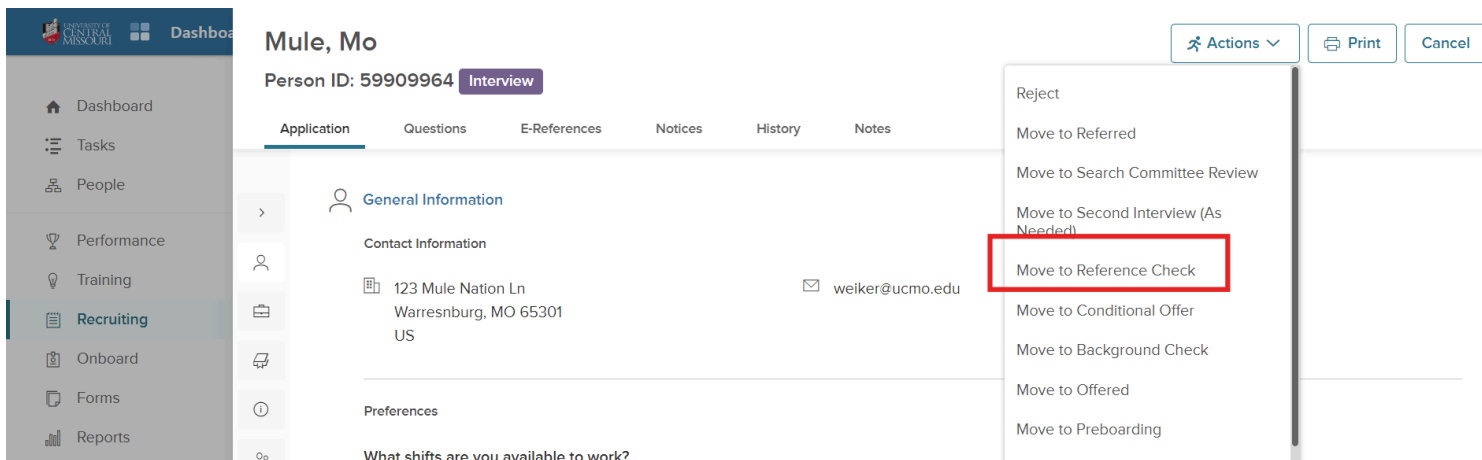 UNIVERSITY OF
CENTRAL
MISSOURI
Dashboa
Dashboard
Tasks
People
Performance
Training
Recruiting
Onboard
Forms
Reports
Mule, Mo
Person ID: 59909964 Interview
Actions
Print
Cancel
Application Questions E-References Notices History Notes
General Information
Contact Information
123 Mule Nation Ln
Warresnburg, MO 65301
US
weiker@ucmo.edu
Preferences
What shifts are you available to work?
Reject
Move to Referred
Move to Search Committee Review
Move to Second Interview (As
Needed)
Move to Reference Check
Move to Conditional Offer
Move to Background Check
Move to Offered
Move to Preboarding